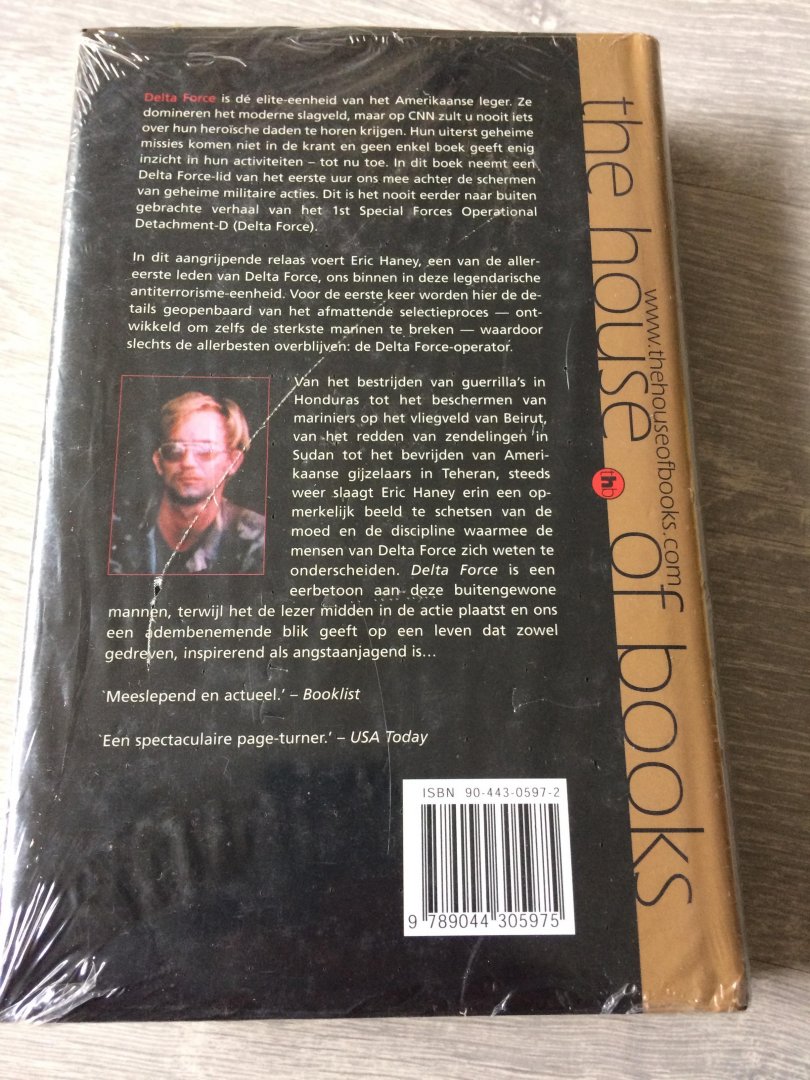 Delta Force is dé elite-eenheid van het Amerikaanse leger. Ze
domineren het moderne slagveld, maar op CNN zult u nooit iets
over hun heroïsche daden te horen krijgen. Hun uiterst geheime
missies komen niet in de krant en geen enkel boek geeft enig
inzicht in hun activiteiten – tot nu toe. In dit boek neemt een
Delta Force-lid van het eerste uur ons mee achter de schermen
van geheime militaire acties. Dit is het nooit eerder naar buiten
gebrachte verhaal van het 1st Special Forces Operational
Detachment-D (Delta Force).
In dit aangrijpende relaas voert Eric Haney, een van de aller-
eerste leden van Delta Force, ons binnen in deze legendarische
antiterrorisme-eenheid. Voor de eerste keer worden hier de de-
tails geopenbaard van het afmattende selectieproces — ont-
wikkeld om zelfs de sterkste mannen te breken — waardoor
slechts de allerbesten overblijven: de Delta Force-operator.
Van het bestrijden van guerrilla's in
Honduras tot het beschermen van
mariniers op het vliegveld van Beirut,
van het redden van zendelingen in
Sudan tot het bevrijden van Ameri-
kaanse gijzelaars in Teheran, steeds
weer slaagt Eric Haney erin een op-
merkelijk beeld te schetsen van de
moed en de discipline waarmee de
mensen van Delta Force zich weten te
onderscheiden. Delta Force is een
eerbetoon aan deze buitengewone
mannen, terwijl het de lezer midden in de actie plaatst en ons
een adembenemende blik geeft op een leven dat zowel
gedreven, inspirerend als angstaanjagend is...
‘Meeslepend en actueel.’ – Booklist
‘Een spectaculaire page-turner.’ – USA Today
ISBN 90-443-0597-2
9 789044 305975
the house of books
www.thehouseofbooks.com
thb